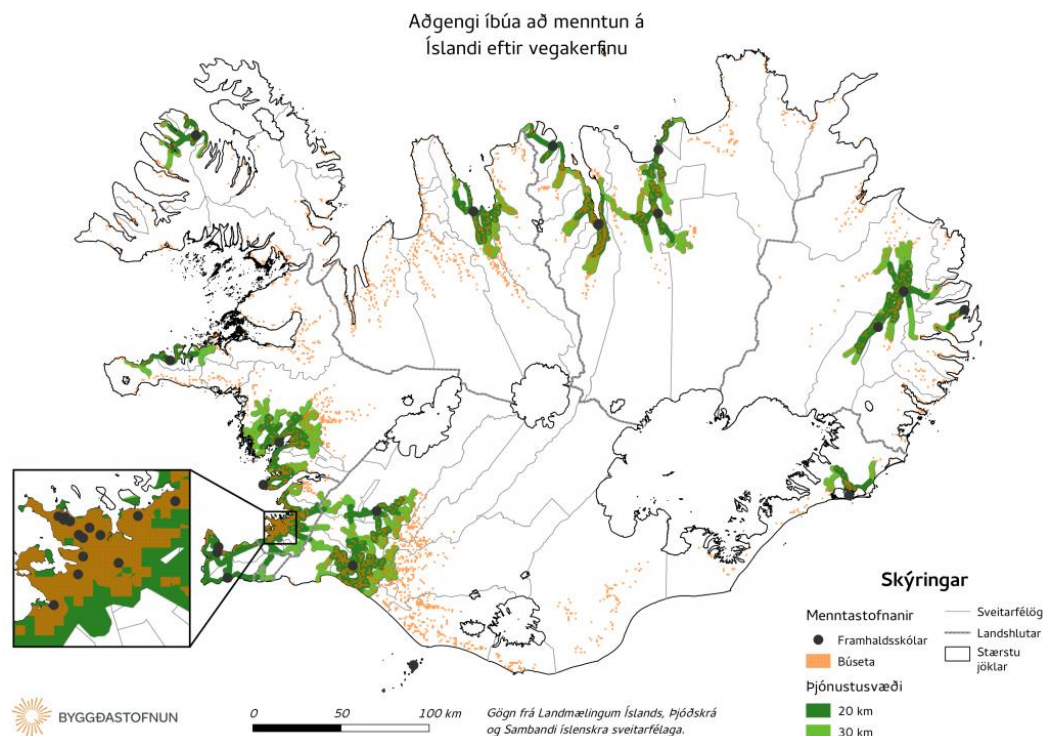 Aðgengi íbúa að menntun á
Íslandi eftir vegakerfinu
Skýringar
Menntastofnanir
Framhaldsskólar
Búseta
Þjónustusvæði
20 km
30 km
Sveitarfélög
Landshlutar
Stærstu
jöklar
BYGGÐASTOFNUN
0 50 100 km
Gögn frá Landmælingum Íslands, Þjóðskrá
og Sambandi íslenskra sveitarfélaga.